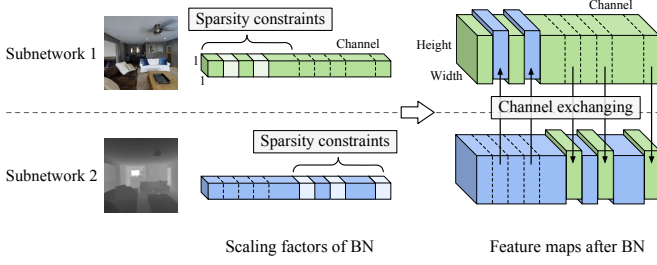 Subnetwork 1
Sparsity constraints
Channel
1
1
Channel
Height
Width
Channel exchanging
Subnetwork 2
Sparsity constraints
Scaling factors of BN
Feature maps after BN